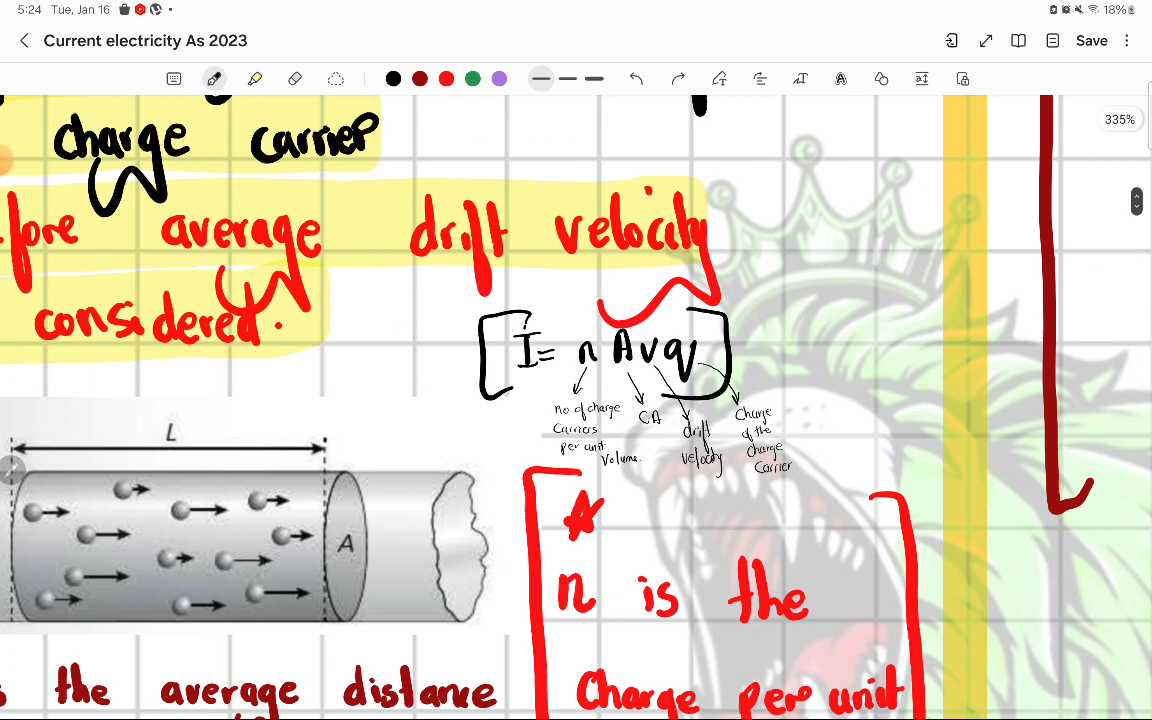 5:24 Tue, Jan 16
18%
Current electricity As 2023
Save
335%
charge carrier
fore average drift velocity
considered.
[I = n A v q]
no of charge
carriers
per unit
volume.
C.A
drift
velocity
Charge
of the
charge
carrier
L
A
n is the
Charge per unit
the average distance